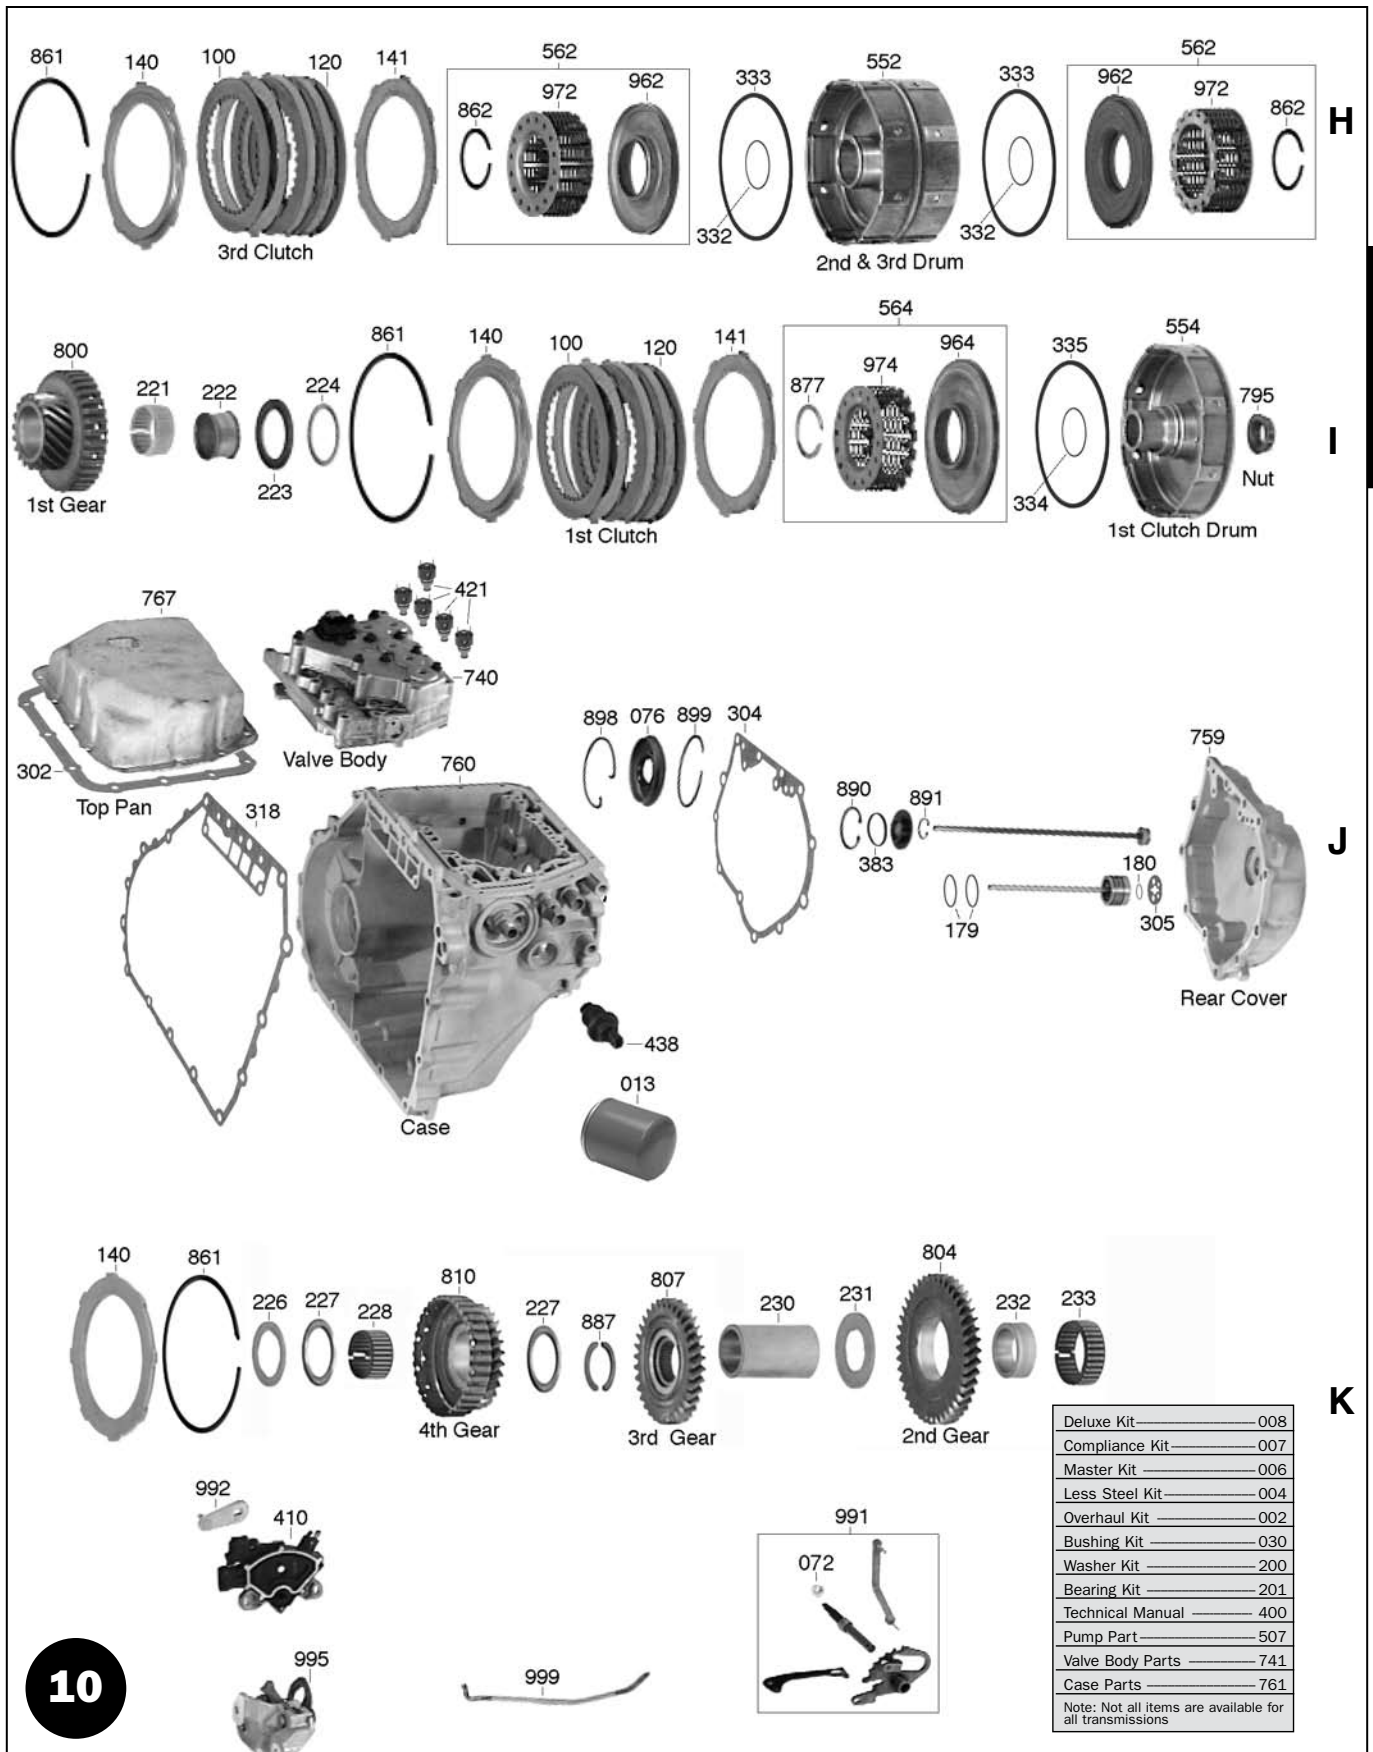 861 140 100 120 141 562 552 562
862 972 962 333 333 962 972 862
H
332 332
3rd Clutch
2nd & 3rd Drum
800 221 222 224 861 140 100 120 141 564 335 554
877 974 964 795
I
223 334
1st Gear
1st Clutch
1st Clutch Drum
Nut
767 421
740
302
Top Pan
Valve Body
898 076 899 304 759
318 760
890 891
383
J
180
179 305
Rear Cover
438
013
Case
140 861 226 227 228 810 227 887 807 230 231 804 232 233
4th Gear
3rd Gear
2nd Gear
K
992
410
995
999
991
072
Deluxe Kit 008
Compliance Kit 007
Master Kit 006
Less Steel Kit 004
Overhaul Kit 002
Bushing Kit 030
Washer Kit 200
Bearing Kit 201
Technical Manual 400
Pump Part 507
Valve Body Parts 741
Case Parts 761
Note: Not all items are available for
all transmissions
10